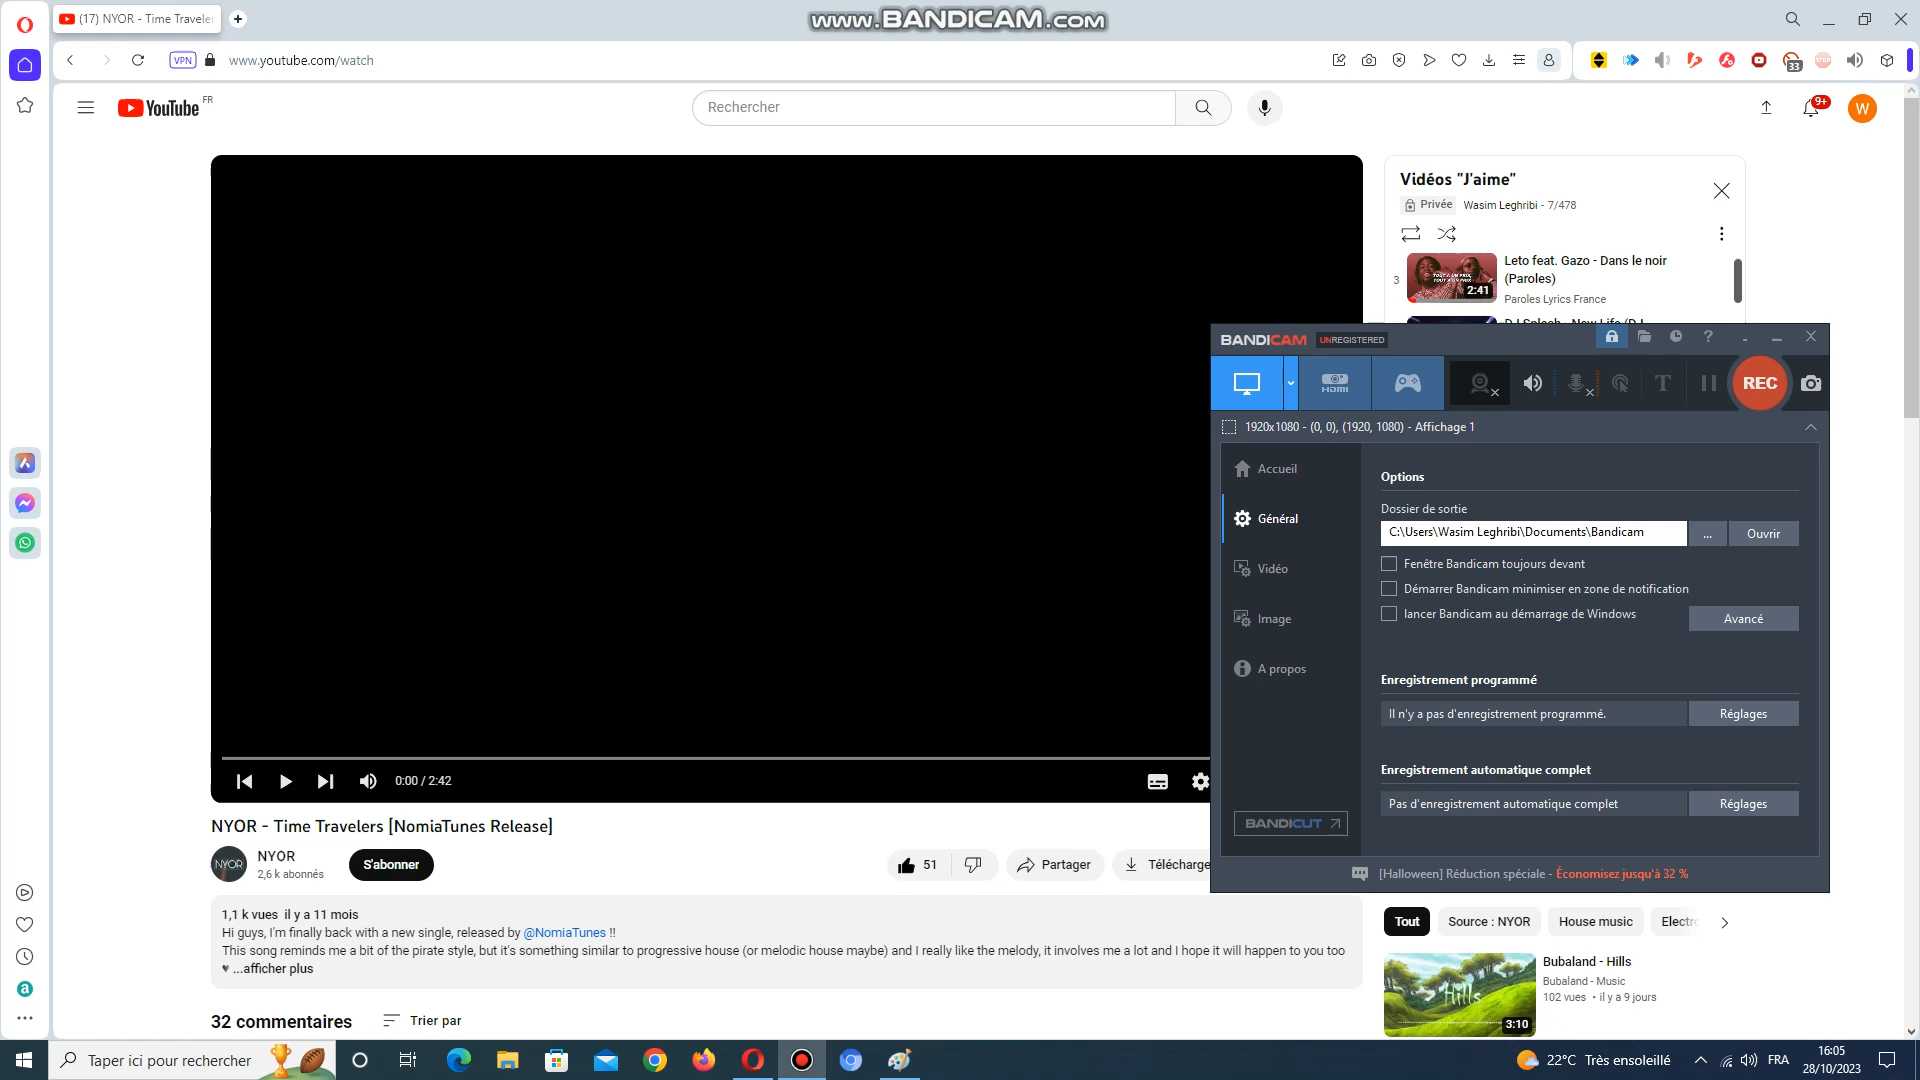 (17) NYOR - Time Traveler
www.BANDICAM.com
VPN
www.youtube.com/watch
33
STOP
YouTube FR
Rechercher
9+
W
Vidéos "J'aime"
Privée
Wasim Leghribi - 7/478
3
2:41
Leto feat. Gazo - Dans le noir (Paroles)
Paroles Lyrics France
BANDICAM UNREGISTERED
HDMI
T
REC
1920x1080 - (0, 0), (1920, 1080) - Affichage 1
Accueil
Général
Vidéo
Image
A propos
BANDICUT
Options
Dossier de sortie
C:\Users\Wasim Leghribi\Documents\Bandicam
...
Ouvrir
Fenêtre Bandicam toujours devant
Démarrer Bandicam minimiser en zone de notification
lancer Bandicam au démarrage de Windows
Avancé
Enregistrement programmé
Il n'y a pas d'enregistrement programmé.
Réglages
Enregistrement automatique complet
Pas d'enregistrement automatique complet
Réglages
[Halloween] Réduction spéciale - Économisez jusqu'à 32 %
0:00 / 2:42
NYOR - Time Travelers [NomiaTunes Release]
NYOR
NYOR
2,6 k abonnés
S'abonner
51
Partager
Télécharge
1,1 k vues il y a 11 mois
Hi guys, I'm finally back with a new single, released by @NomiaTunes !!
This song reminds me a bit of the pirate style, but it's something similar to progressive house (or melodic house maybe) and I really like the melody, it involves me a lot and I hope it will happen to you too
♥ ...afficher plus
32 commentaires
Trier par
Tout
Source : NYOR
House music
Electro
Hills
3:10
Bubaland - Hills
Bubaland - Music
102 vues • il y a 9 jours
Taper ici pour rechercher
22°C Très ensoleillé
FRA
16:05
28/10/2023